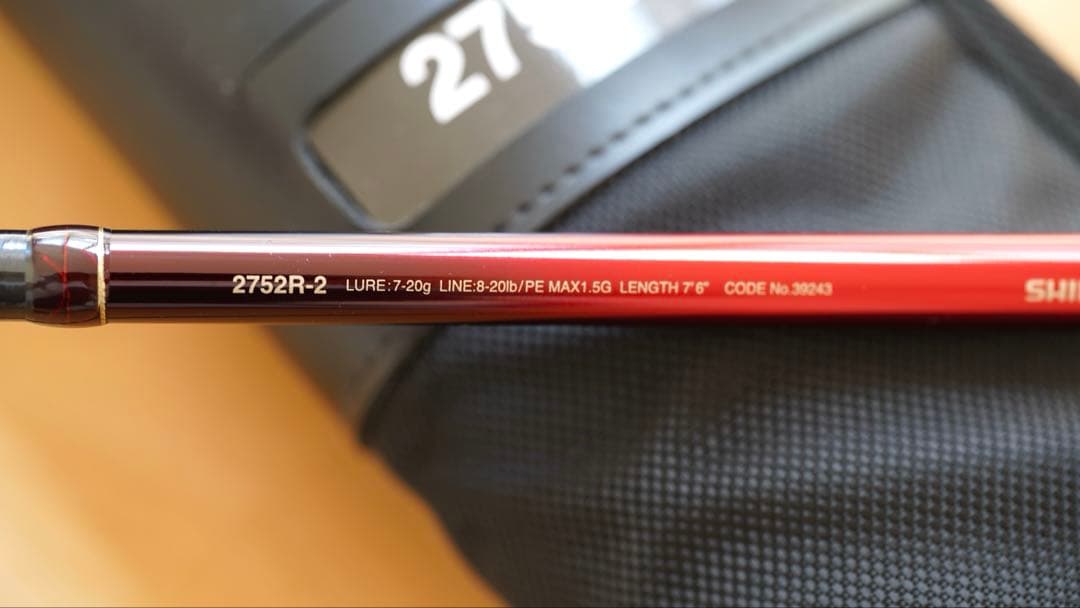 27
2752R-2 LURE:7-20g LINE:8-20lb/PE MAX1.5G LENGTH 7'6" CODE No.39243